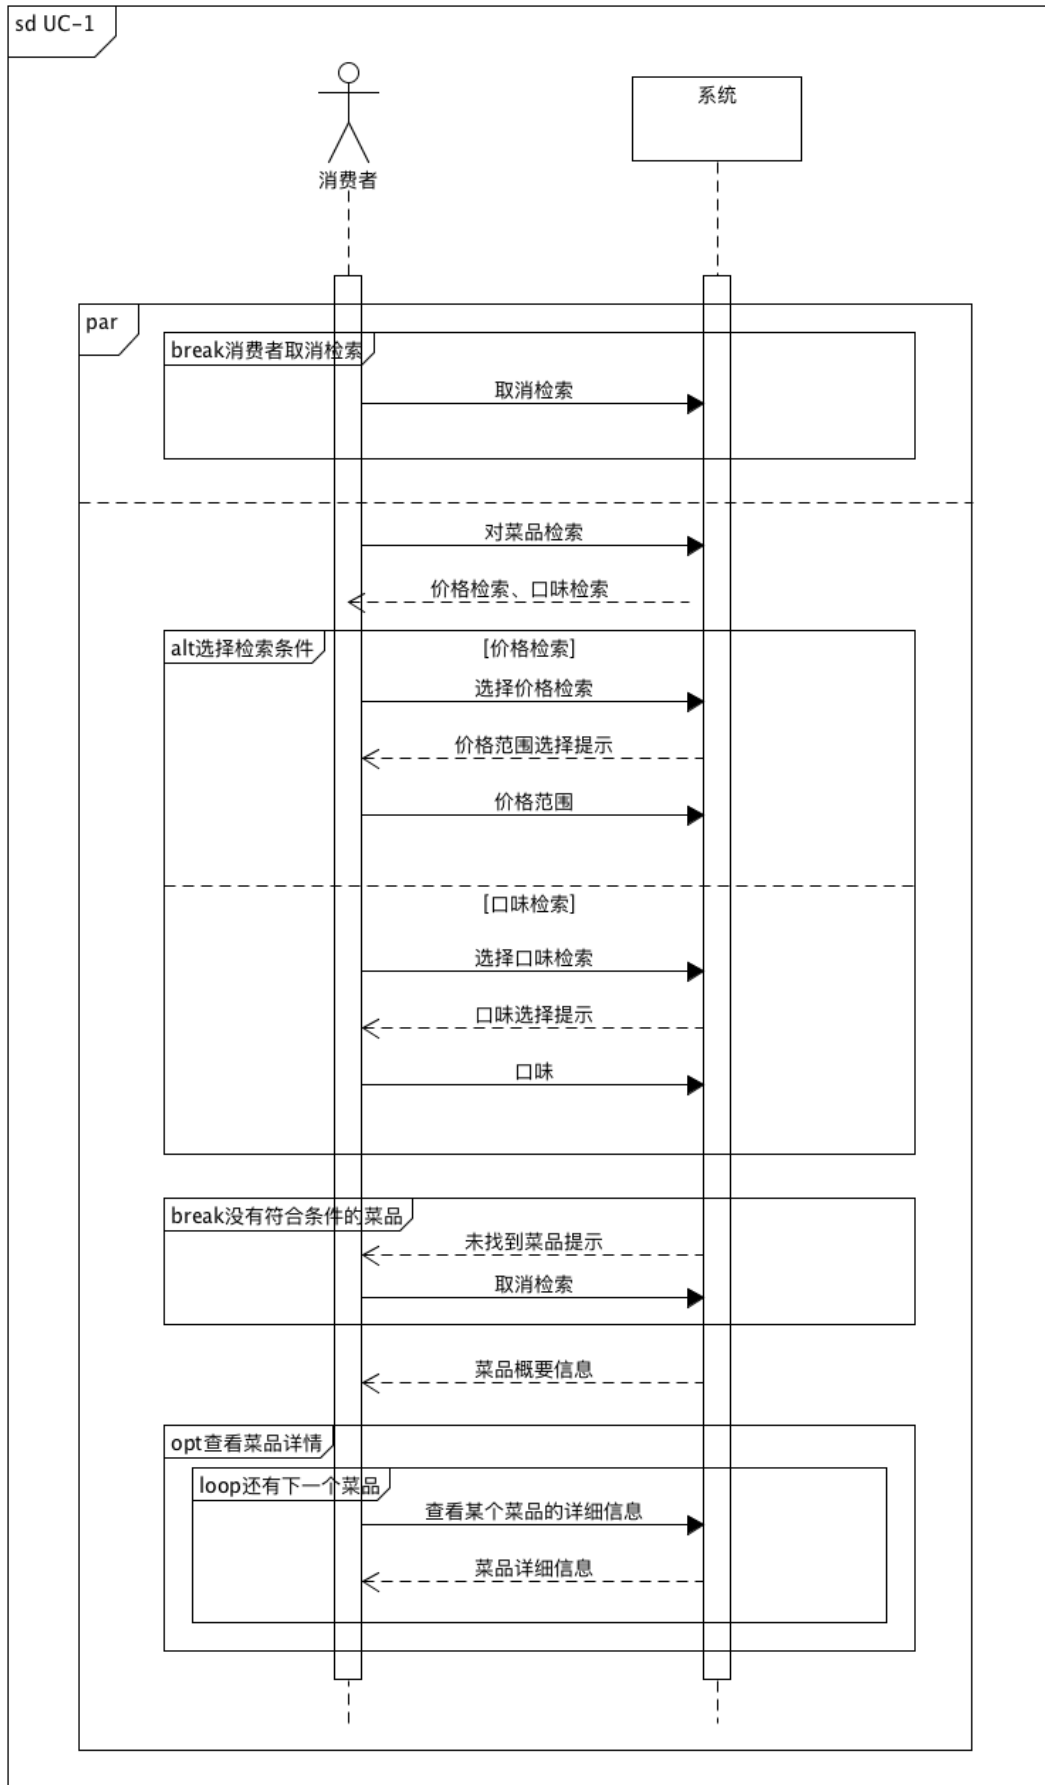 sd UC-1
消费者
系统
par
break消费者取消检索
取消检索
对菜品检索
价格检索、口味检索
alt选择检索条件
[价格检索]
选择价格检索
价格范围选择提示
价格范围
[口味检索]
选择口味检索
口味选择提示
口味
break没有符合条件的菜品
未找到菜品提示
取消检索
菜品概要信息
opt查看菜品详情
loop还有下一个菜品
查看某个菜品的详细信息
菜品详细信息